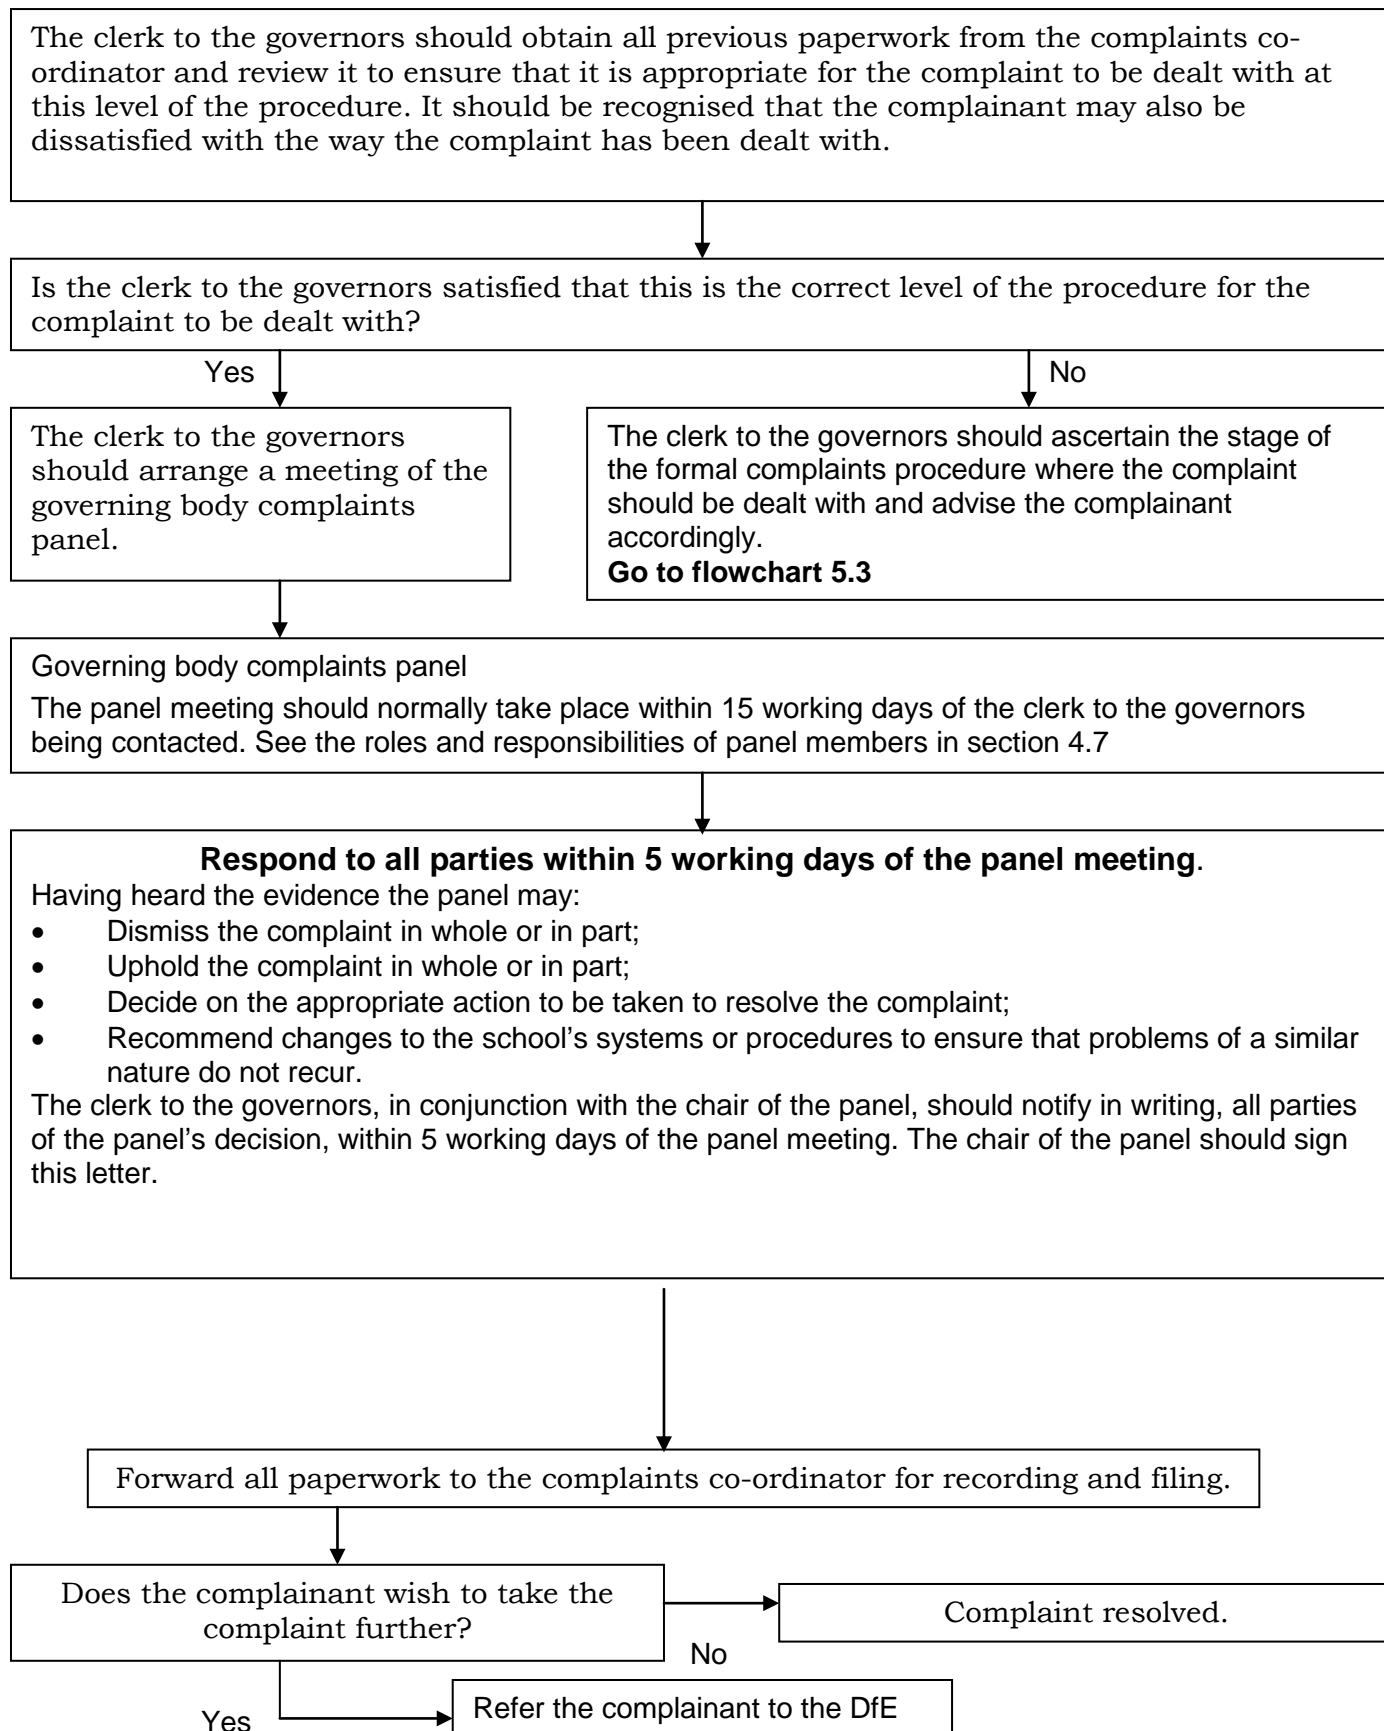 The clerk to the governors should obtain all previous paperwork from the complaints co-
ordinator and review it to ensure that it is appropriate for the complaint to be dealt with at
this level of the procedure. It should be recognised that the complainant may also be
dissatisfied with the way the complaint has been dealt with.
Is the clerk to the governors satisfied that this is the correct level of the procedure for the
complaint to be dealt with?
Yes
No
The clerk to the governors
should arrange a meeting of the
governing body complaints
panel.
The clerk to the governors should ascertain the stage of
the formal complaints procedure where the complaint
should be dealt with and advise the complainant
accordingly.
Go to flowchart 5.3
Governing body complaints panel
The panel meeting should normally take place within 15 working days of the clerk to the governors
being contacted. See the roles and responsibilities of panel members in section 4.7
Respond to all parties within 5 working days of the panel meeting.
Having heard the evidence the panel may:
• Dismiss the complaint in whole or in part;
• Uphold the complaint in whole or in part;
• Decide on the appropriate action to be taken to resolve the complaint;
• Recommend changes to the school’s systems or procedures to ensure that problems of a similar
nature do not recur.
The clerk to the governors, in conjunction with the chair of the panel, should notify in writing, all parties
of the panel’s decision, within 5 working days of the panel meeting. The chair of the panel should sign
this letter.
Forward all paperwork to the complaints co-ordinator for recording and filing.
Does the complainant wish to take the
complaint further?
Complaint resolved.
No
Yes
Refer the complainant to the DfE